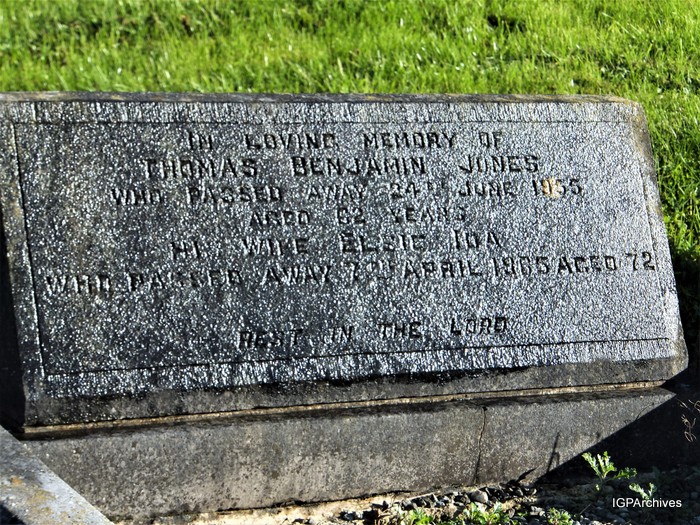 IN LOVING MEMORY OF
THOMAS BENJAMIN JONES
WHO PASSED AWAY 24TH JUNE 1955
AGED 62 YEARS
HI WIFE ELSIE IDA
WHO PASSED AWAY 7TH APRIL 1965 AGED 72
REST IN THE LORD
IGPArchives